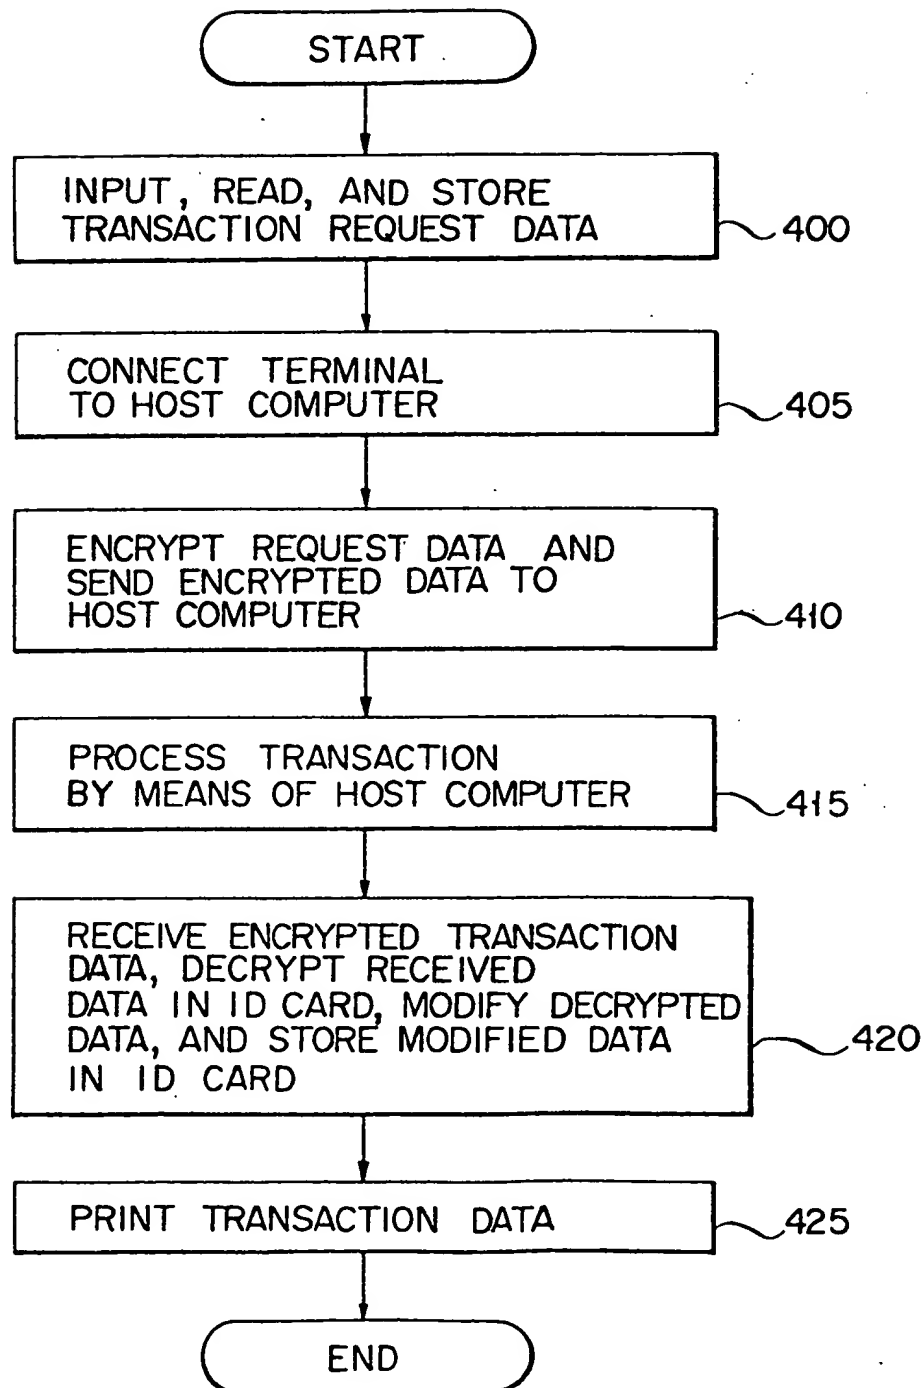 START
INPUT, READ, AND STORE
TRANSACTION REQUEST DATA
400
CONNECT TERMINAL
TO HOST COMPUTER
405
ENCRYPT REQUEST DATA AND
SEND ENCRYPTED DATA TO
HOST COMPUTER
410
PROCESS TRANSACTION
BY MEANS OF HOST COMPUTER
415
RECEIVE ENCRYPTED TRANSACTION
DATA, DECRYPT RECEIVED
DATA IN ID CARD, MODIFY DECRYPTED
DATA, AND STORE MODIFIED DATA
IN ID CARD
420
PRINT TRANSACTION DATA
425
END